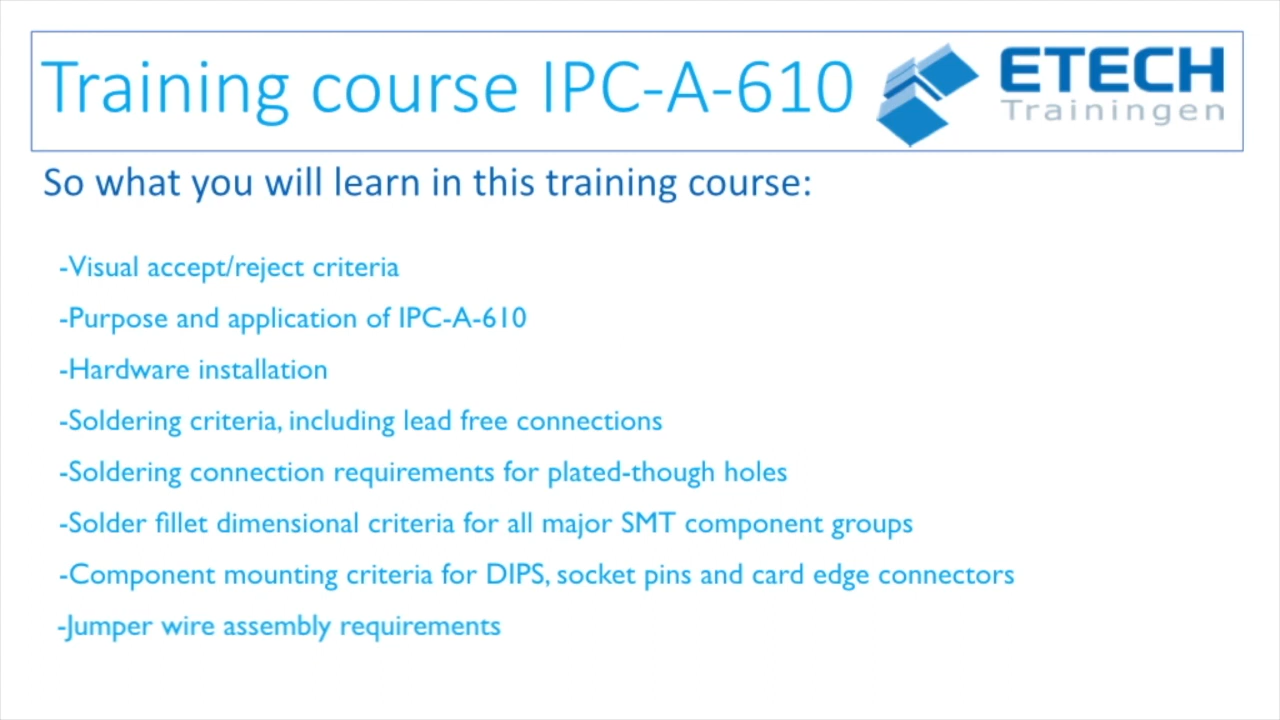 Training course IPC-A-610
ETECH
Trainingen
So what you will learn in this training course:
-Visual accept/reject criteria
-Purpose and application of IPC-A-610
-Hardware installation
-Soldering criteria, including lead free connections
-Soldering connection requirements for plated-though holes
-Solder fillet dimensional criteria for all major SMT component groups
-Component mounting criteria for DIPS, socket pins and card edge connectors
-Jumper wire assembly requirements